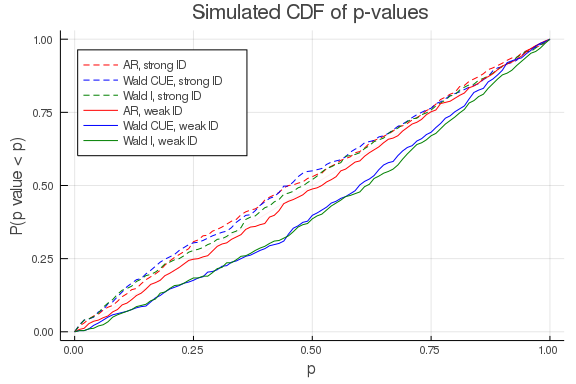 Simulated CDF of p-values
1.00
0.75
0.50
0.25
0.00
P(p value < p)
AR, strong ID
Wald CUE, strong ID
Wald I, strong ID
AR, weak ID
Wald CUE, weak ID
Wald I, weak ID
0.00 0.25 0.50 0.75 1.00
p